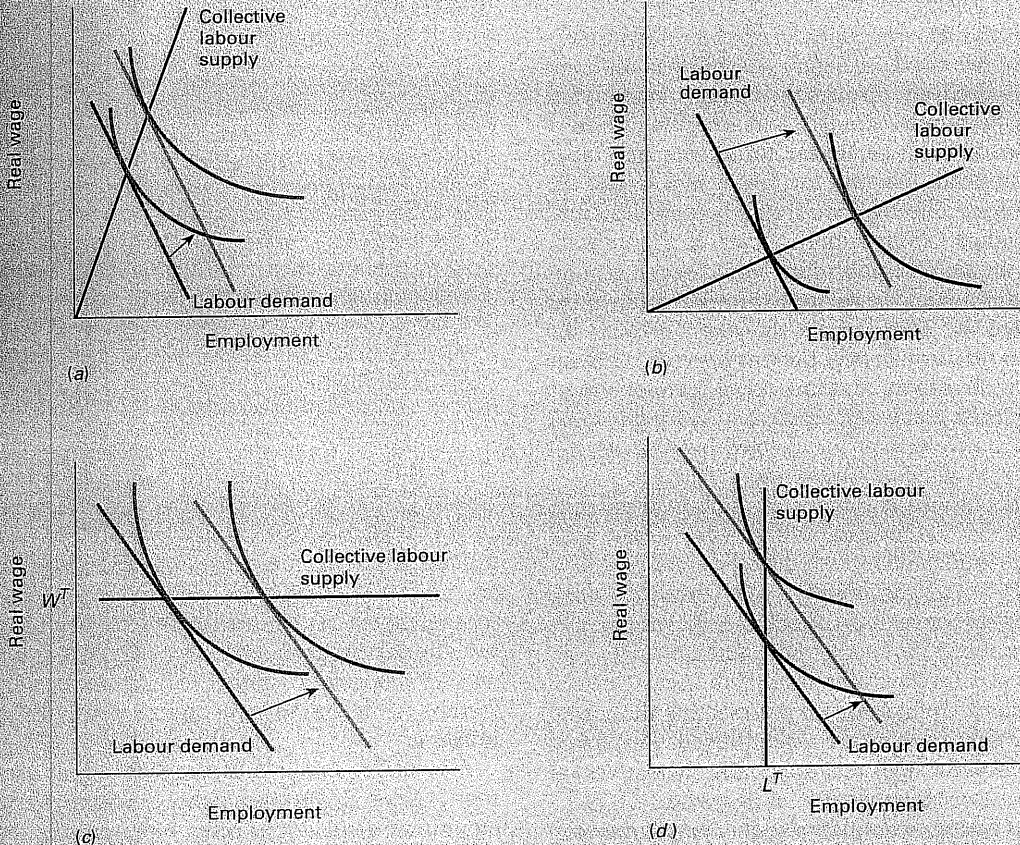 Collective
labour
supply
Real wage
Labour demand
Employment
(a)
Labour
demand
Collective
labour
supply
Real wage
Employment
(b)
Collective labour
supply
Real wage
W^T
Labour demand
Employment
(c)
Collective labour
supply
Real wage
Labour demand
L^T
Employment
(d)